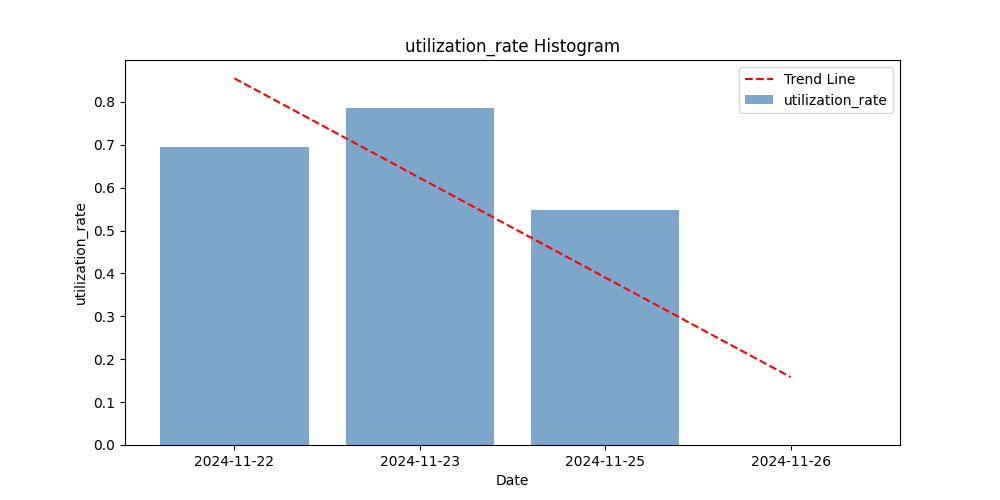 utilization_rate Histogram
Trend Line
utilization_rate
utilization_rate
0.8
0.7
0.6
0.5
0.4
0.3
0.2
0.1
0.0
2024-11-22 2024-11-23 2024-11-25 2024-11-26
Date